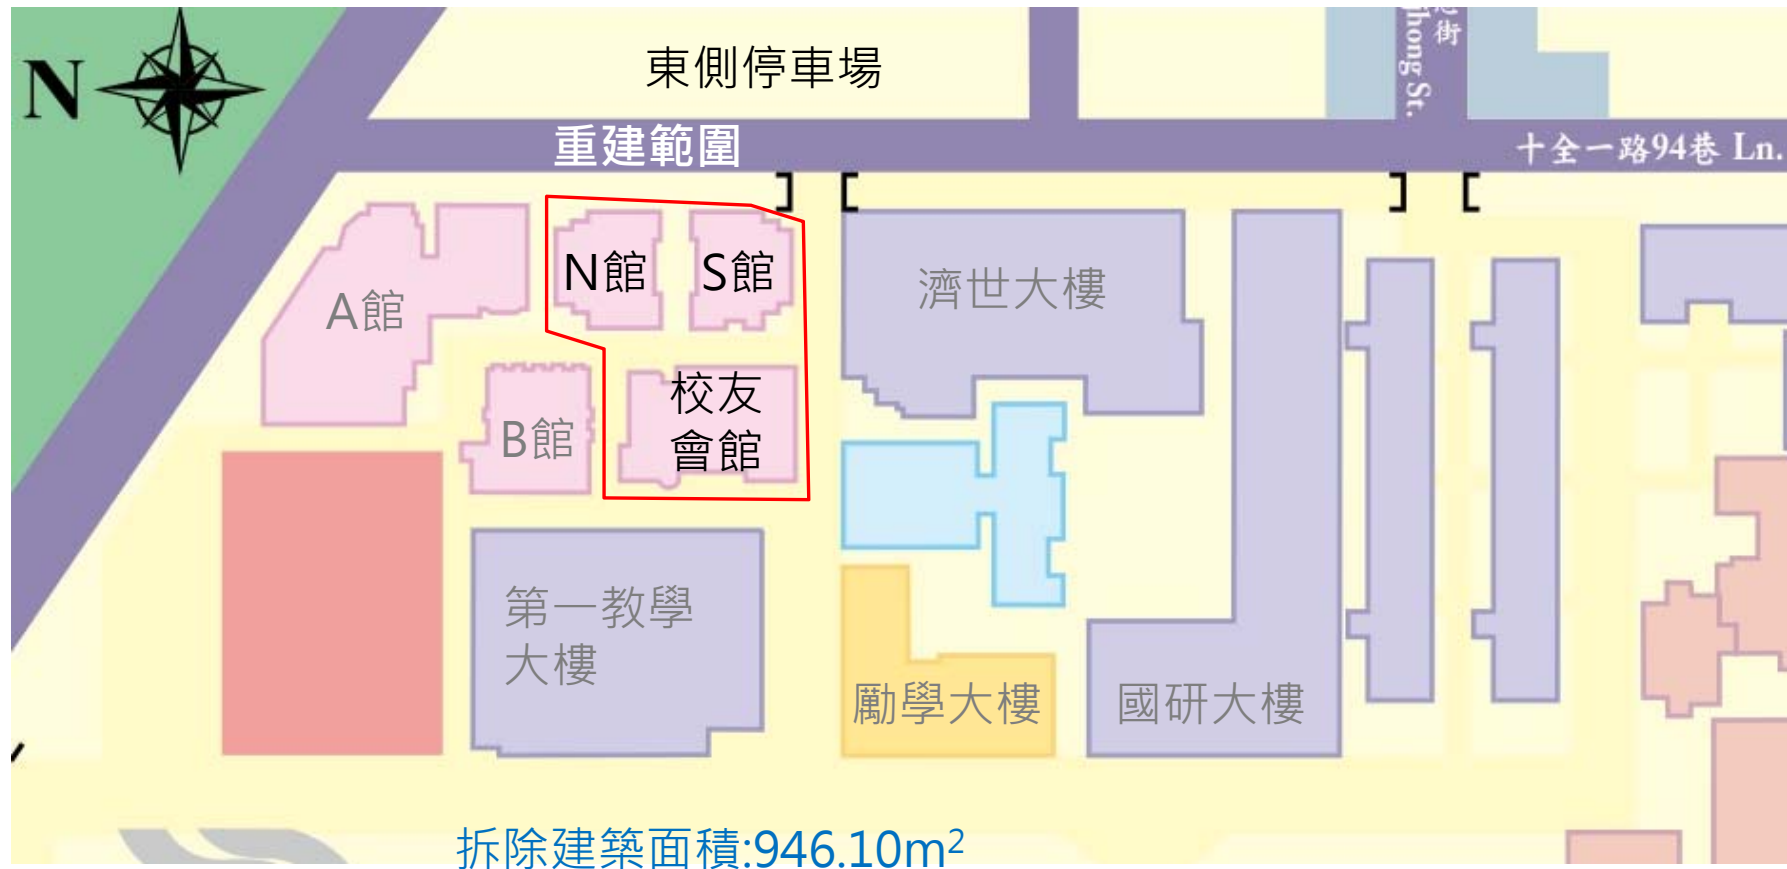 N
東側停車場
街
hong St.
重建範圍
十全一路94巷 Ln.
N館
S館
A館
濟世大樓
校友
會館
B館
第一教學
大樓
勵學大樓
國研大樓
拆除建築面積:946.10m²